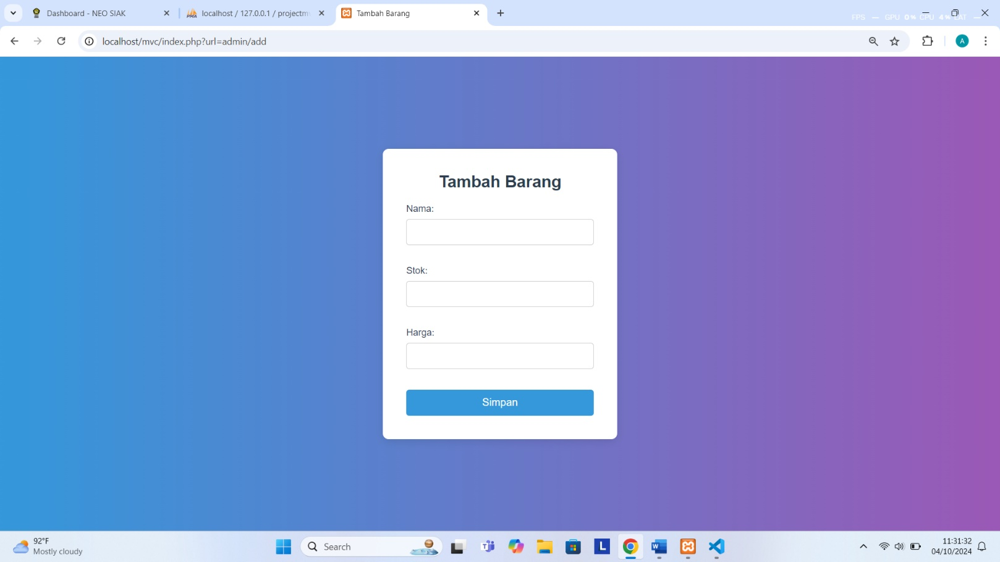 Dashboard - NEO SIAK
PMA
localhost / 127.0.0.1 / projectm
Tambah Barang
FPS — GPU 0% CPU 4% LAT —
localhost/mvc/index.php?url=admin/add
A
Tambah Barang
Nama:
Stok:
Harga:
Simpan
92°F
Mostly cloudy
Search
L
W
11:31:32
04/10/2024